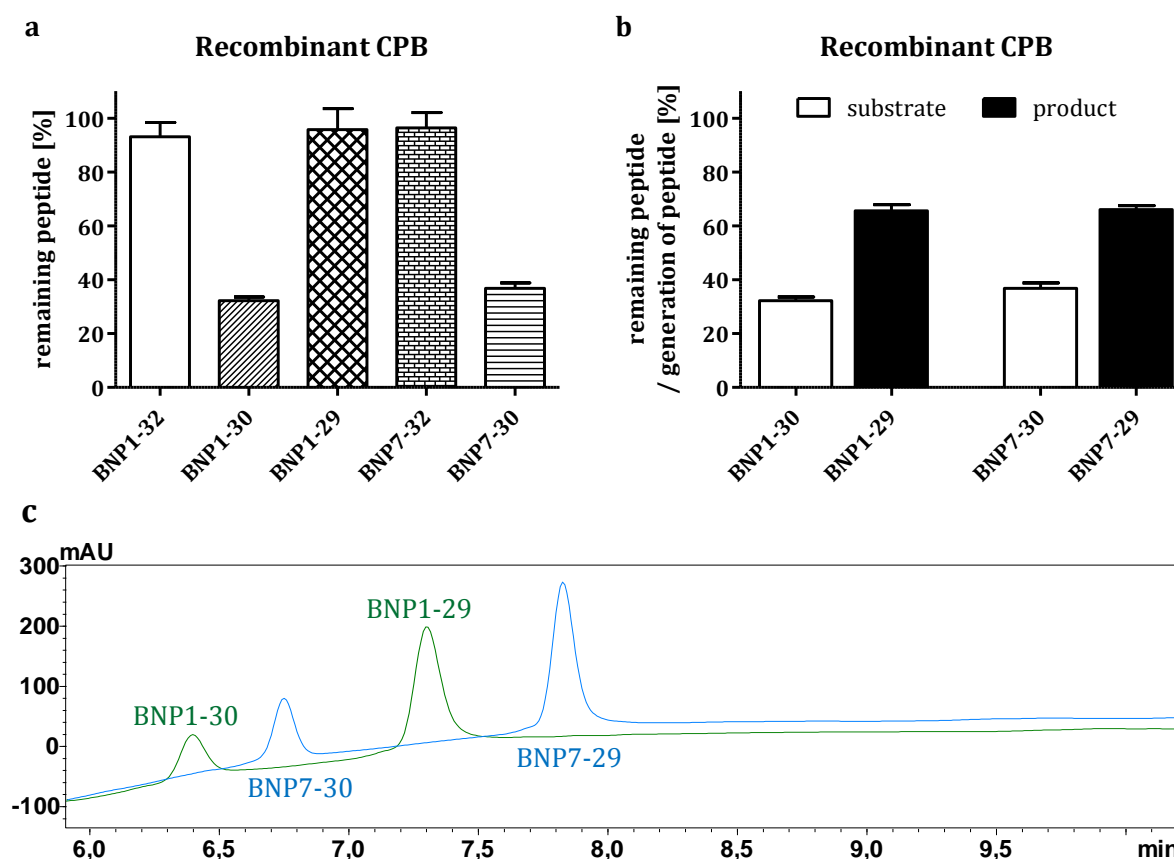 a
Recombinant CPB
remaining peptide [%]
100
80
60
40
20
0
BNP1-32
BNP1-30
BNP1-29
BNP7-32
BNP7-30
b
Recombinant CPB
remaining peptide
/ generation of peptide [%]
substrate
product
100
80
60
40
20
0
BNP1-30
BNP1-29
BNP7-30
BNP7-29
c
mAU
300
200
100
0
-100
BNP1-29
BNP1-30
BNP7-30
BNP7-29
6,0 6,5 7,0 7,5 8,0 8,5 9,0 9,5 min